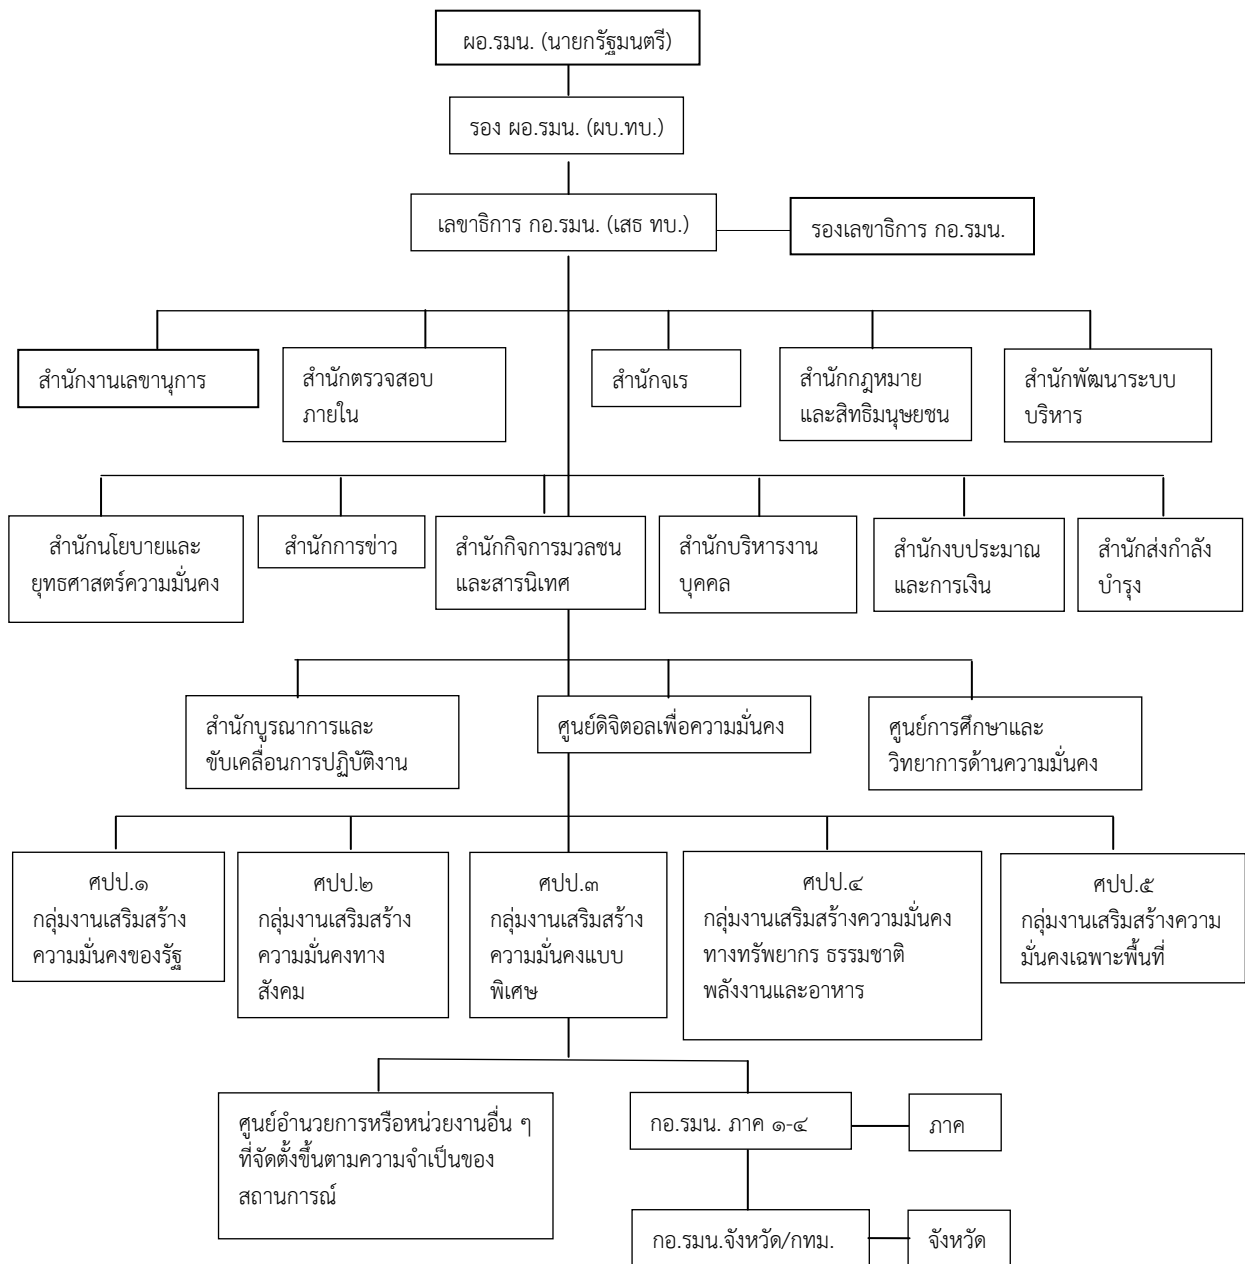 ผอ.รมน. (นายกรัฐมนตรี)
รอง ผอ.รมน. (ผบ.ทบ.)
เลขาธิการ กอ.รมน. (เสธ ทบ.)
รองเลขาธิการ กอ.รมน.
สำนักงานเลขานุการ
สำนักตรวจสอบ
ภายใน
สำนักจเร
สำนักกฎหมาย
และสิทธิมนุษยชน
สำนักพัฒนาระบบ
บริหาร
สำนักนโยบายและ
ยุทธศาสตร์ความมั่นคง
สำนักการข่าว
สำนักกิจการมวลชน
และสารนิเทศ
สำนักบริหารงาน
บุคคล
สำนักงบประมาณ
และการเงิน
สำนักส่งกำลัง
บำรุง
สำนักบูรณาการและ
ขับเคลื่อนการปฏิบัติงาน
ศูนย์ดิจิตอลเพื่อความมั่นคง
ศูนย์การศึกษาและ
วิทยาการด้านความมั่นคง
ศปป.๑
กลุ่มงานเสริมสร้าง
ความมั่นคงของรัฐ
ศปป.๒
กลุ่มงานเสริมสร้าง
ความมั่นคงทาง
สังคม
ศปป.๓
กลุ่มงานเสริมสร้าง
ความมั่นคงแบบ
พิเศษ
ศปป.๔
กลุ่มงานเสริมสร้างความมั่นคง
ทางทรัพยากร ธรรมชาติ
พลังงานและอาหาร
ศปป.๕
กลุ่มงานเสริมสร้างความ
มั่นคงเฉพาะพื้นที่
ศูนย์อำนวยการหรือหน่วยงานอื่น ๆ
ที่จัดตั้งขึ้นตามความจำเป็นของ
สถานการณ์
กอ.รมน. ภาค ๑-๔
ภาค
กอ.รมน.จังหวัด/กทม.
จังหวัด